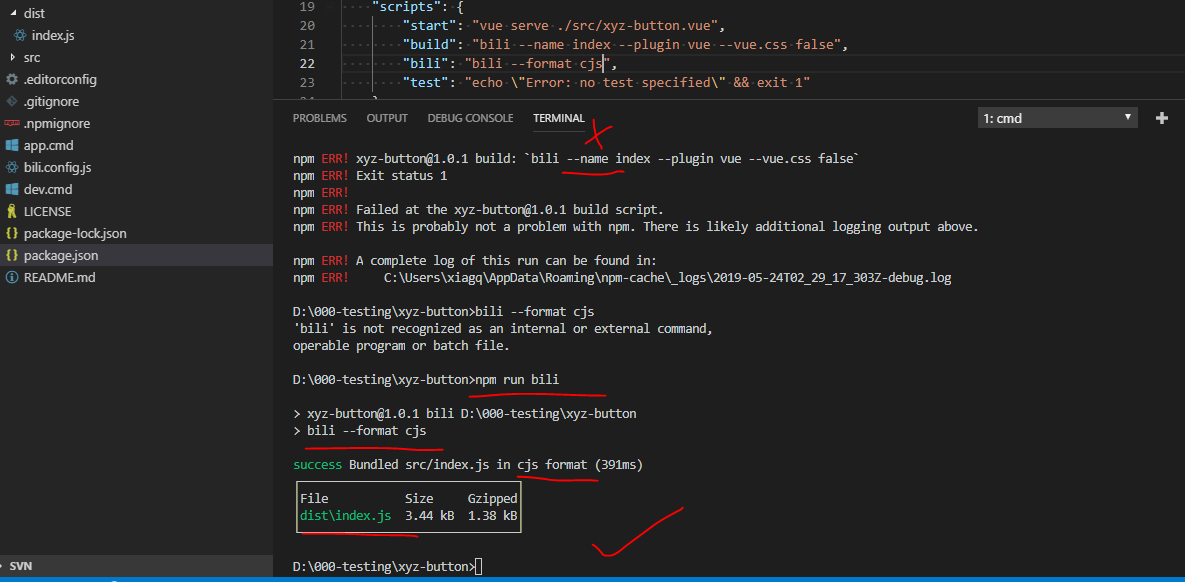 dist
index.js
src
.editorconfig
.gitignore
.npmignore
app.cmd
bili.config.js
dev.cmd
LICENSE
package-lock.json
package.json
README.md
SVN
19 "scripts": {
20 "start": "vue serve ./src/xyz-button.vue",
21 "build": "bili --name index --plugin vue --vue.css false",
22 "bili": "bili --format cjs",
23 "test": "echo \"Error: no test specified\" && exit 1"
PROBLEMS OUTPUT DEBUG CONSOLE TERMINAL 1: cmd
npm ERR! xyz-button@1.0.1 build: `bili --name index --plugin vue --vue.css false`
npm ERR! Exit status 1
npm ERR!
npm ERR! Failed at the xyz-button@1.0.1 build script.
npm ERR! This is probably not a problem with npm. There is likely additional logging output above.
npm ERR! A complete log of this run can be found in:
npm ERR! C:\Users\xiagq\AppData\Roaming\npm-cache\_logs\2019-05-24T02_29_17_303Z-debug.log
D:\000-testing\xyz-button>bili --format cjs
'bili' is not recognized as an internal or external command,
operable program or batch file.
D:\000-testing\xyz-button>npm run bili
> xyz-button@1.0.1 bili D:\000-testing\xyz-button
> bili --format cjs
success Bundled src/index.js in cjs format (391ms)
File Size Gzipped
dist\index.js 3.44 kB 1.38 kB
D:\000-testing\xyz-button>